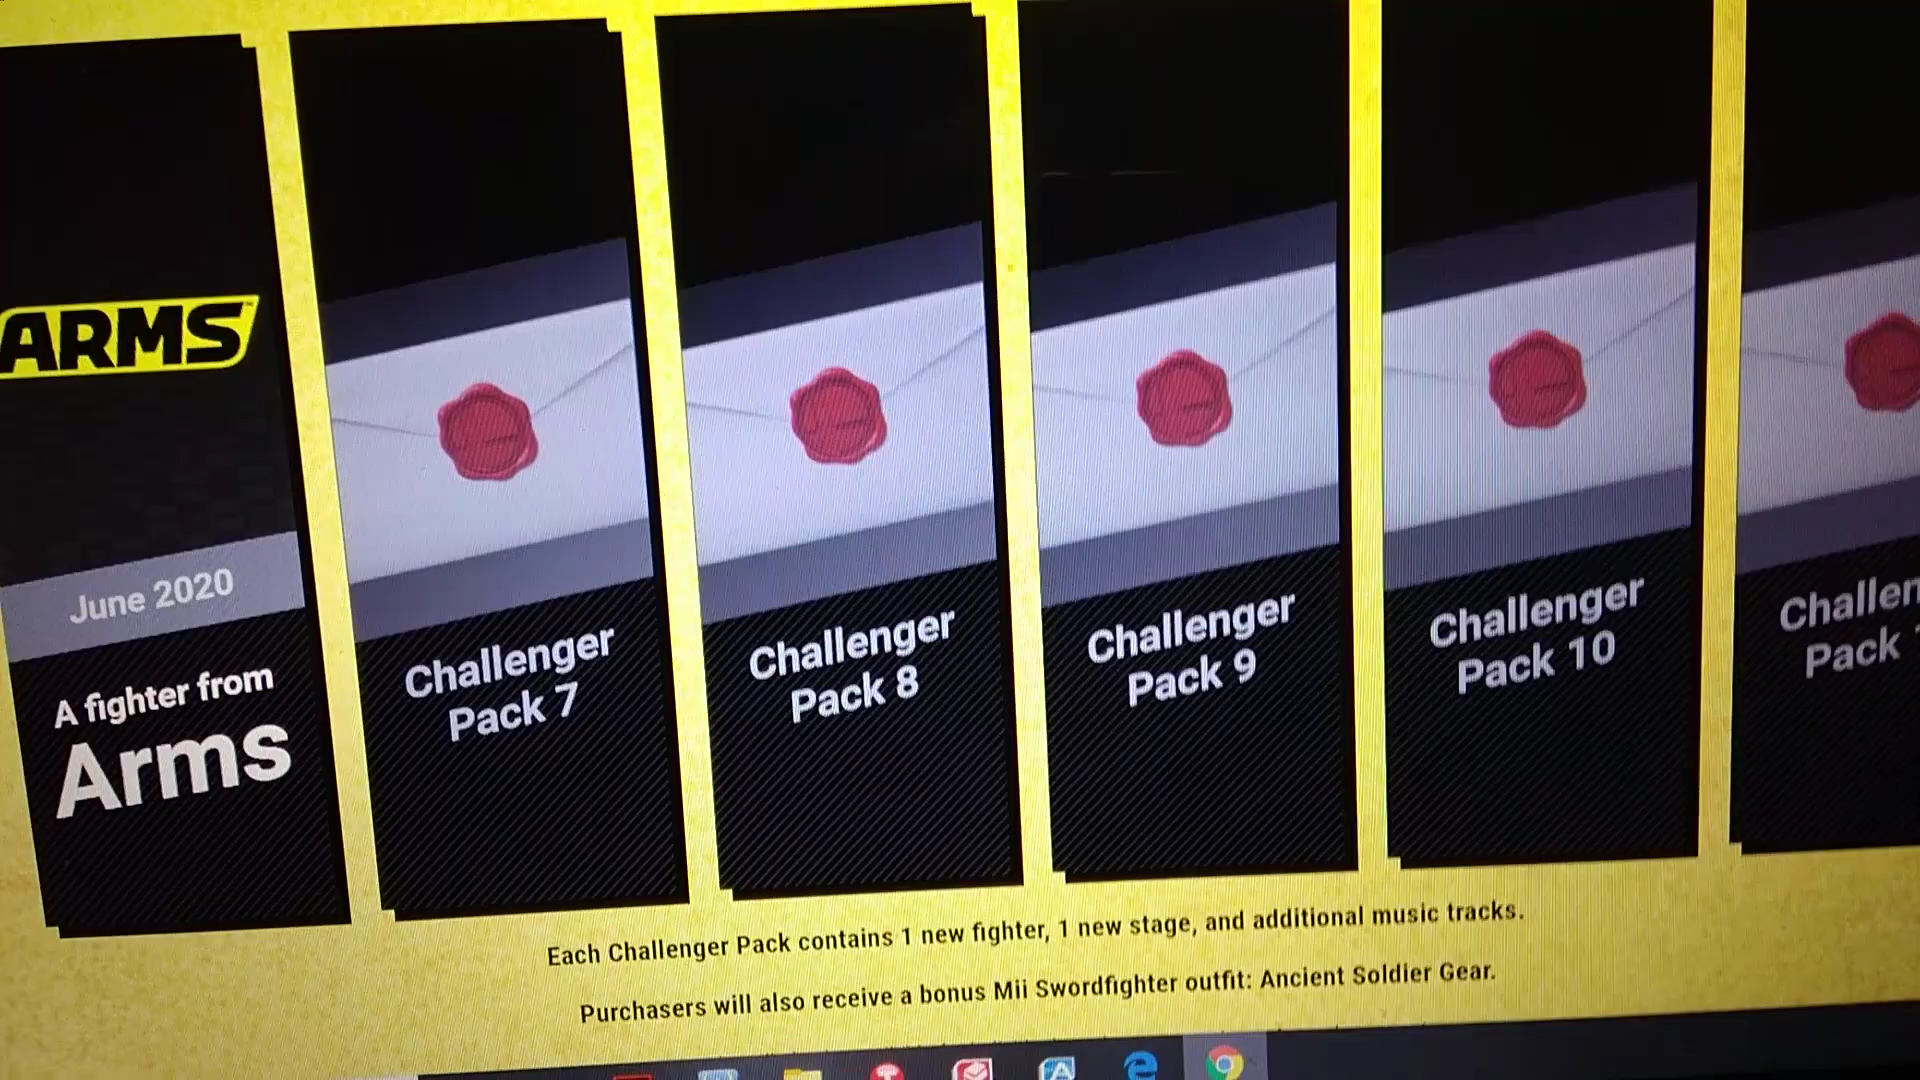 ARMS
June 2020
A fighter from
Arms
Challenger
Pack 7
Challenger
Pack 8
Challenger
Pack 9
Challenger
Pack 10
Pack
Each Challenger Pack contains 1 new fighter, 1 new stage, and additional music tracks.
Purchasers will also receive a bonus Mii Swordfighter outfit: Ancient Soldier Gear.